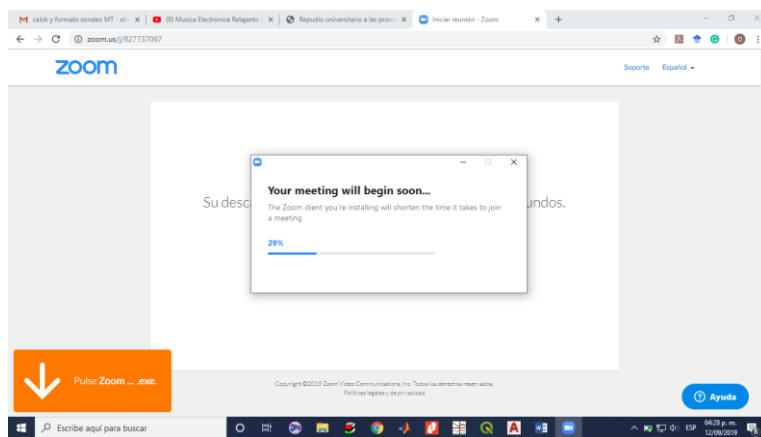 calok y formato sondeo MT - ali
(9) Musica Electronica Relajante
Repudio universitario a las provo
Iniciar reunión - Zoom
zoom.us/j/827737087
zoom
Soporte
Español
Su desc
undos.
Your meeting will begin soon...
The Zoom client you're installing will shorten the time it takes to join
a meeting
29%
Pulse Zoom ... .exe.
Copyright ©2019 Zoom Video Communications, Inc. Todos los derechos reservados.
Políticas legales y de privacidad
Ayuda
Escribe aquí para buscar
ESP
04:28 p. m.
12/09/2019